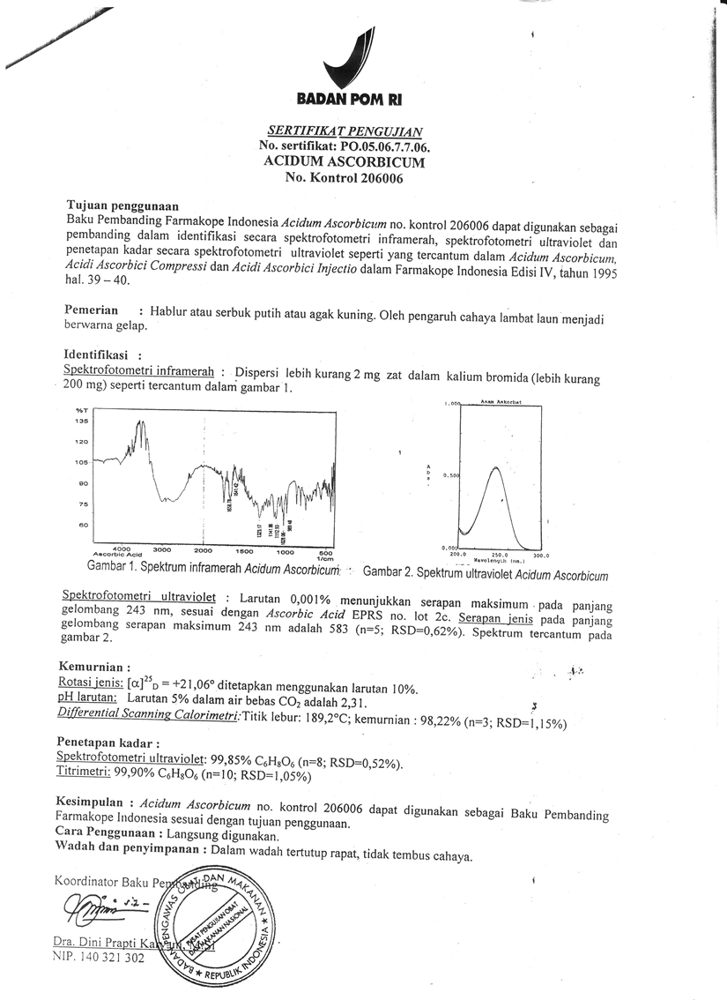 BADAN POM RI
SERTIFIKAT PENGUJIAN
No. sertifikat: PO.05.06.7.7.06.
ACIDUM ASCORBICUM
No. Kontrol 206006
Tujuan penggunaan
Baku Pembanding Farmakope Indonesia Acidum Ascorbicum no. kontrol 206006 dapat digunakan sebagai
pembanding dalam identifikasi secara spektrofotometri inframerah, spektrofotometri ultraviolet dan
penetapan kadar secara spektrofotometri ultraviolet seperti yang tercantum dalam Acidum Ascorbicum,
Acidi Ascorbici Compressi dan Acidi Ascorbici Injectio dalam Farmakope Indonesia Edisi IV, tahun 1995
hal. 39 – 40.
Pemerian : Hablur atau serbuk putih atau agak kuning. Oleh pengaruh cahaya lambat laun menjadi
berwarna gelap.
Identifikasi :
Spektrofotometri inframerah : Dispersi lebih kurang 2 mg zat dalam kalium bromida (lebih kurang
200 mg) seperti tercantum dalam gambar 1.
%T
135
120
105
90
75
60
4000 3000 2000 1500 1000 500
Ascorbic Acid 1/cm
Asam Askorbat
1.000
Abs.
0.500
0.000
200.0 250.0 300.0
Wavelength (nm.)
Gambar 1. Spektrum inframerah Acidum Ascorbicum
Gambar 2. Spektrum ultraviolet Acidum Ascorbicum
Spektrofotometri ultraviolet : Larutan 0,001% menunjukkan serapan maksimum pada panjang
gelombang 243 nm, sesuai dengan Ascorbic Acid EPRS no. lot 2c. Serapan jenis pada panjang
gelombang serapan maksimum 243 nm adalah 583 (n=5; RSD=0,62%). Spektrum tercantum pada
gambar 2.
Kemurnian :
Rotasi jenis: [α]²⁵D = +21,06° ditetapkan menggunakan larutan 10%.
pH larutan: Larutan 5% dalam air bebas CO₂ adalah 2,31.
Differential Scanning Calorimetri: Titik lebur: 189,2°C; kemurnian : 98,22% (n=3; RSD=1,15%)
Penetapan kadar :
Spektrofotometri ultraviolet: 99,85% C₆H₈O₆ (n=8; RSD=0,52%).
Titrimetri: 99,90% C₆H₈O₆ (n=10; RSD=1,05%)
Kesimpulan : Acidum Ascorbicum no. kontrol 206006 dapat digunakan sebagai Baku Pembanding
Farmakope Indonesia sesuai dengan tujuan penggunaan.
Cara Penggunaan : Langsung digunakan.
Wadah dan penyimpanan : Dalam wadah tertutup rapat, tidak tembus cahaya.
Koordinator Baku Pembanding
BADAN PENGAWAS OBAT DAN MAKANAN
PUSAT PENGUJIAN OBAT
DAN MAKANAN NASIONAL
★ REPUBLIK INDONESIA ★
Dra. Dini Prapti
NIP. 140 321 302